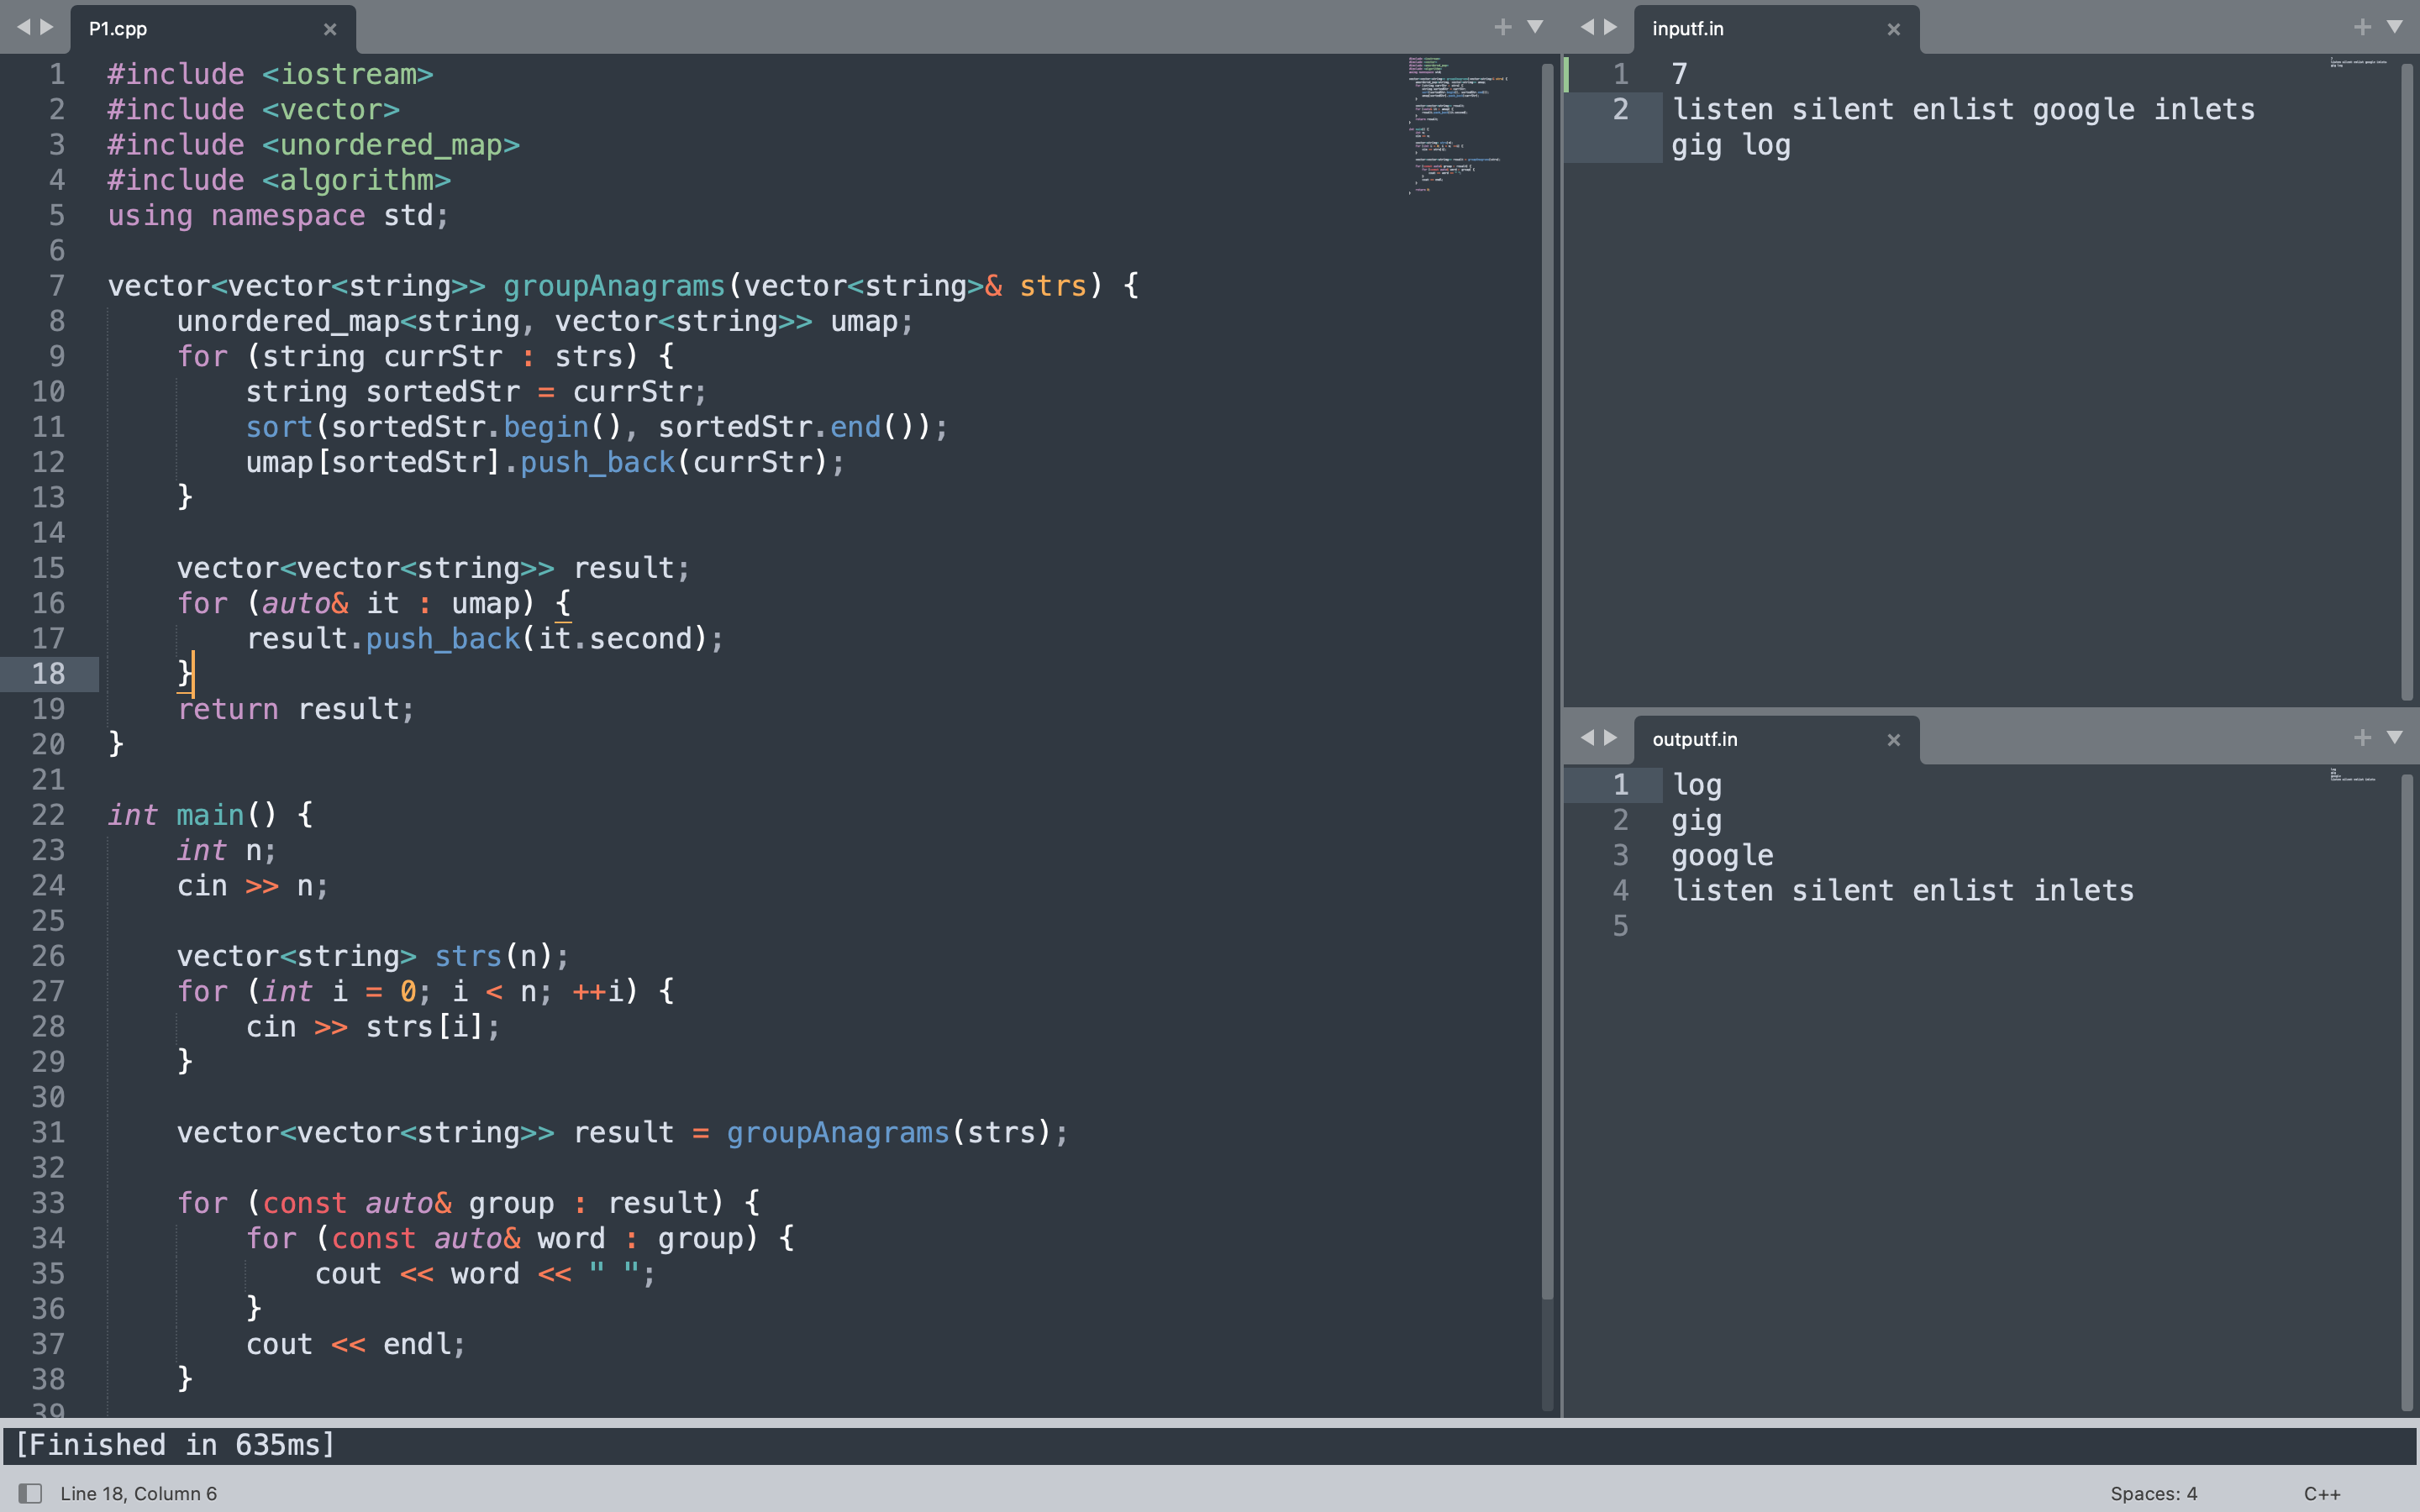 P1.cpp
1 #include <iostream>
2 #include <vector>
3 #include <unordered_map>
4 #include <algorithm>
5 using namespace std;
6
7 vector<vector<string>> groupAnagrams(vector<string>& strs) {
8     unordered_map<string, vector<string>> umap;
9     for (string currStr : strs) {
10         string sortedStr = currStr;
11         sort(sortedStr.begin(), sortedStr.end());
12         umap[sortedStr].push_back(currStr);
13     }
14
15     vector<vector<string>> result;
16     for (auto& it : umap) {
17         result.push_back(it.second);
18     }
19     return result;
20 }
21
22 int main() {
23     int n;
24     cin >> n;
25
26     vector<string> strs(n);
27     for (int i = 0; i < n; ++i) {
28         cin >> strs[i];
29     }
30
31     vector<vector<string>> result = groupAnagrams(strs);
32
33     for (const auto& group : result) {
34         for (const auto& word : group) {
35             cout << word << " ";
36         }
37         cout << endl;
38     }
39
inputf.in
1 7
2 listen silent enlist google inlets
gig log
outputf.in
1 log
2 gig
3 google
4 listen silent enlist inlets
5
[Finished in 635ms]
Line 18, Column 6
Spaces: 4
C++